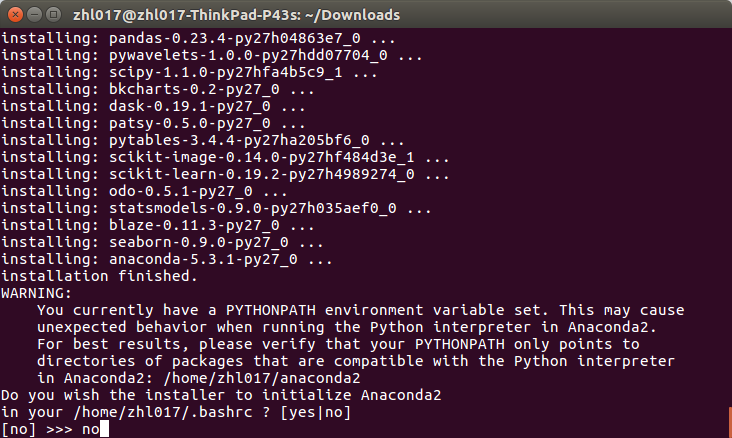 zhl017@zhl017-ThinkPad-P43s: ~/Downloads
installing: pandas-0.23.4-py27h04863e7_0 ...
installing: pywavelets-1.0.0-py27hdd07704_0 ...
installing: scipy-1.1.0-py27hfa4b5c9_1 ...
installing: bkcharts-0.2-py27_0 ...
installing: dask-0.19.1-py27_0 ...
installing: patsy-0.5.0-py27_0 ...
installing: pytables-3.4.4-py27ha205bf6_0 ...
installing: scikit-image-0.14.0-py27hf484d3e_1 ...
installing: scikit-learn-0.19.2-py27h4989274_0 ...
installing: odo-0.5.1-py27_0 ...
installing: statsmodels-0.9.0-py27h035aef0_0 ...
installing: blaze-0.11.3-py27_0 ...
installing: seaborn-0.9.0-py27_0 ...
installing: anaconda-5.3.1-py27_0 ...
installation finished.
WARNING:
    You currently have a PYTHONPATH environment variable set. This may cause
    unexpected behavior when running the Python interpreter in Anaconda2.
    For best results, please verify that your PYTHONPATH only points to
    directories of packages that are compatible with the Python interpreter
    in Anaconda2: /home/zhl017/anaconda2
Do you wish the installer to initialize Anaconda2
in your /home/zhl017/.bashrc ? [yes|no]
[no] >>> no